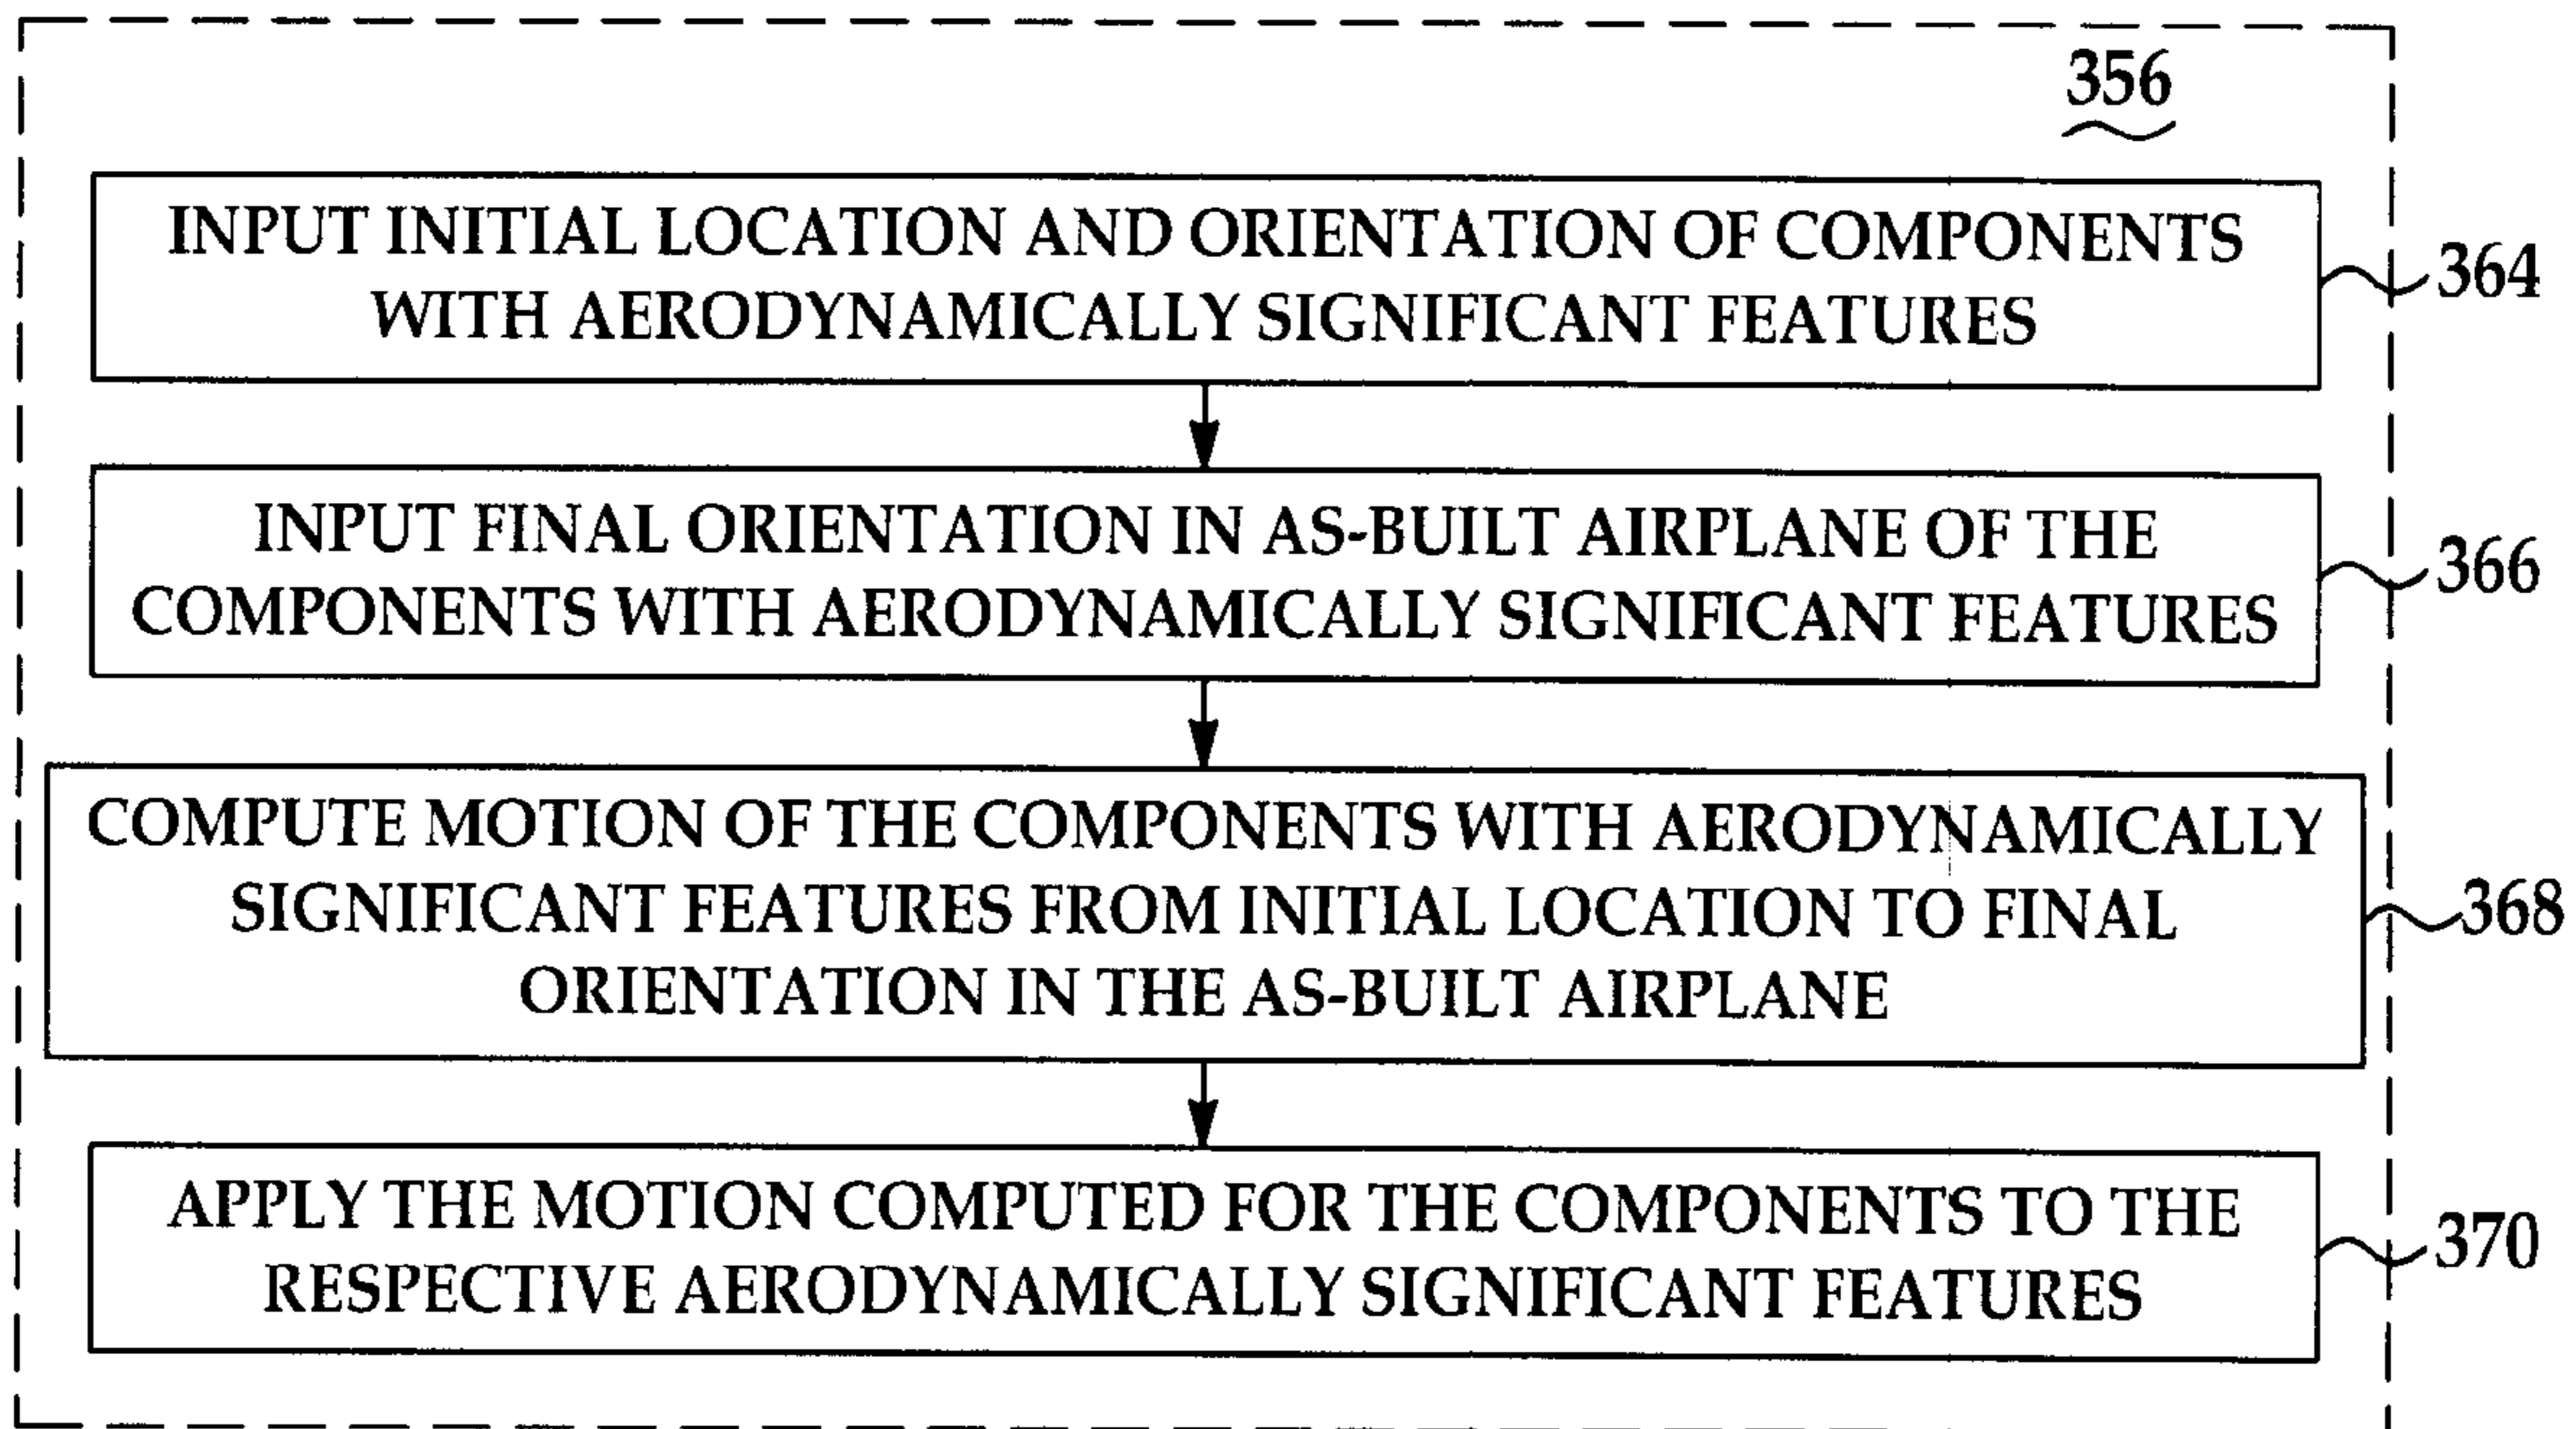 356
INPUT INITIAL LOCATION AND ORIENTATION OF COMPONENTS
WITH AERODYNAMICALLY SIGNIFICANT FEATURES
364
INPUT FINAL ORIENTATION IN AS-BUILT AIRPLANE OF THE
COMPONENTS WITH AERODYNAMICALLY SIGNIFICANT FEATURES
366
COMPUTE MOTION OF THE COMPONENTS WITH AERODYNAMICALLY
SIGNIFICANT FEATURES FROM INITIAL LOCATION TO FINAL
ORIENTATION IN THE AS-BUILT AIRPLANE
368
APPLY THE MOTION COMPUTED FOR THE COMPONENTS TO THE
RESPECTIVE AERODYNAMICALLY SIGNIFICANT FEATURES
370